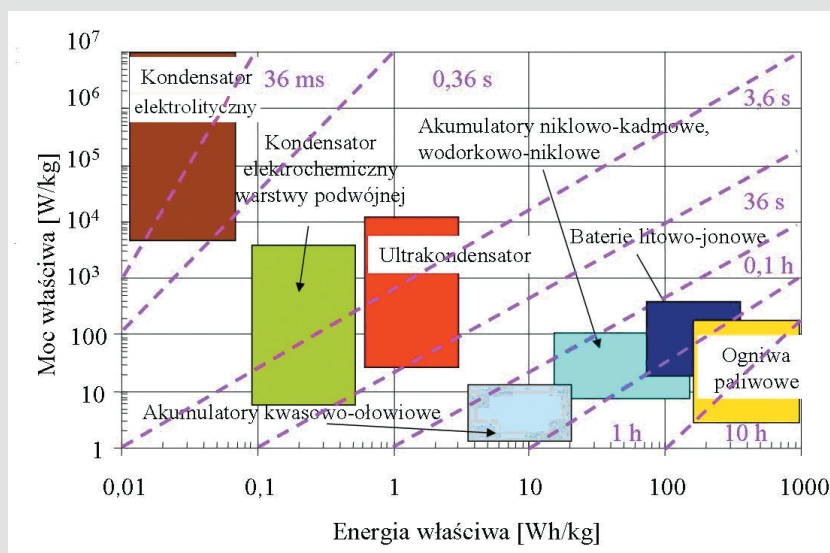 Moc właściwa [W/kg]
10⁷
10⁶
10⁵
10⁴
10³
100
10
1
Kondensator
elektrolityczny
36 ms
0,36 s
3,6 s
36 s
0,1 h
1 h
10 h
Kondensator
elektrochemiczny
warstwy podwójnej
Akumulatory niklowo-kadmowe,
wodorkowo-niklowe
Ultrakondensator
Baterie litowo-jonowe
Ogniwa
paliwowe
Akumulatory kwasowo-ołowiowe
0,01
0,1
1
10
100
1000
Energia właściwa [Wh/kg]